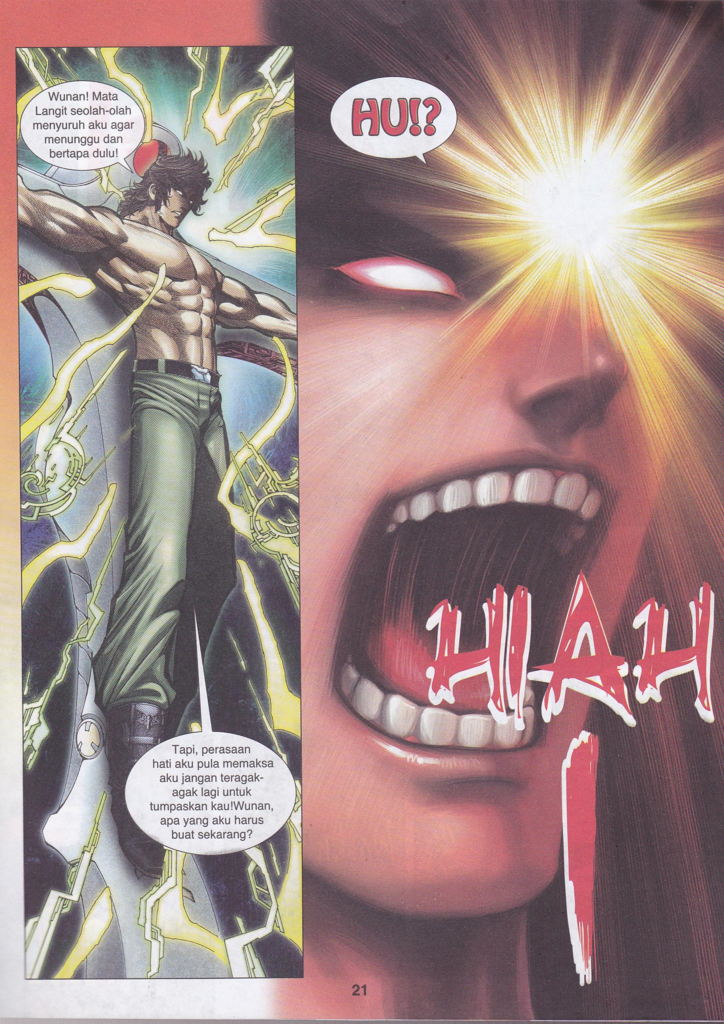 Wunan! Mata
Langit seolah-olah
menyuruh aku agar
menunggu dan
bertapa dulu!
HU!?
HIAH
!
Tapi, perasaan
hati aku pula memaksa
aku jangan teragak-
agak lagi untuk
tumpaskan kau!Wunan,
apa yang aku harus
buat sekarang?
21